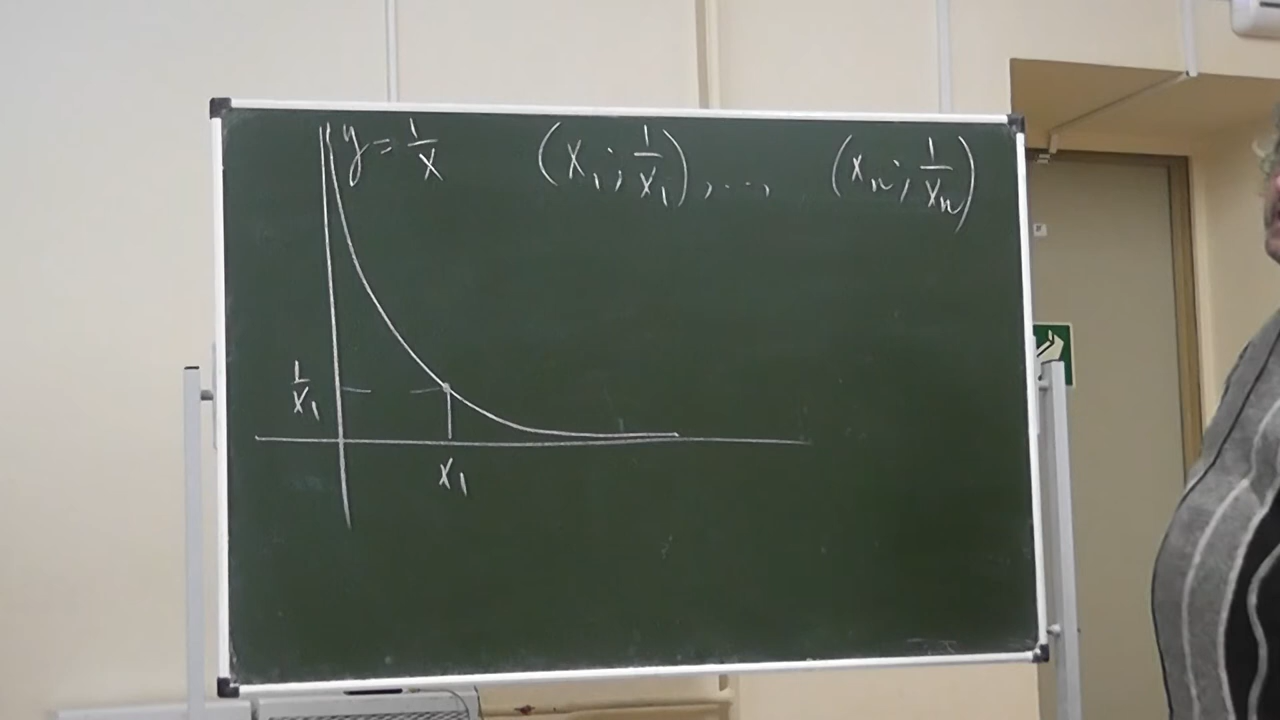 y = 1/x (x₁; 1/x₁), ..., (xₙ; 1/xₙ)
1/x₁
x₁